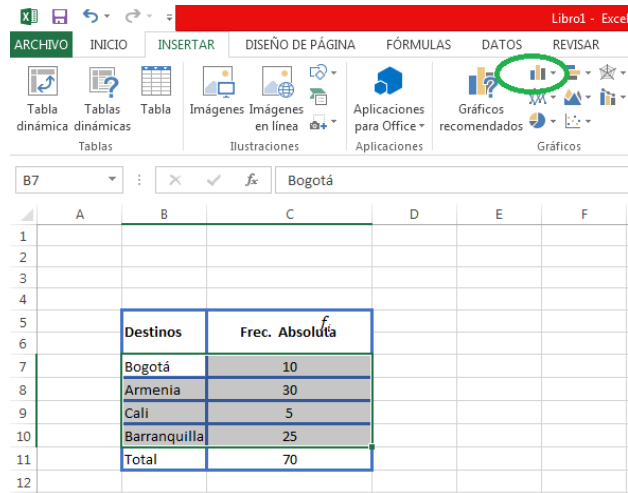 Libro1 - Excel
ARCHIVO INICIO INSERTAR DISEÑO DE PÁGINA FÓRMULAS DATOS REVISAR
Tabla dinámica
Tablas dinámicas
Tabla
Imágenes
Imágenes en línea
Aplicaciones para Office
Gráficos recomendados
Tablas Ilustraciones Aplicaciones Gráficos
B7 fx Bogotá
A B C D E F
1
2
3
4
5
6
Destinos Frec. Absoluta fi
7 Bogotá 10
8 Armenia 30
9 Cali 5
10 Barranquilla 25
11 Total 70
12